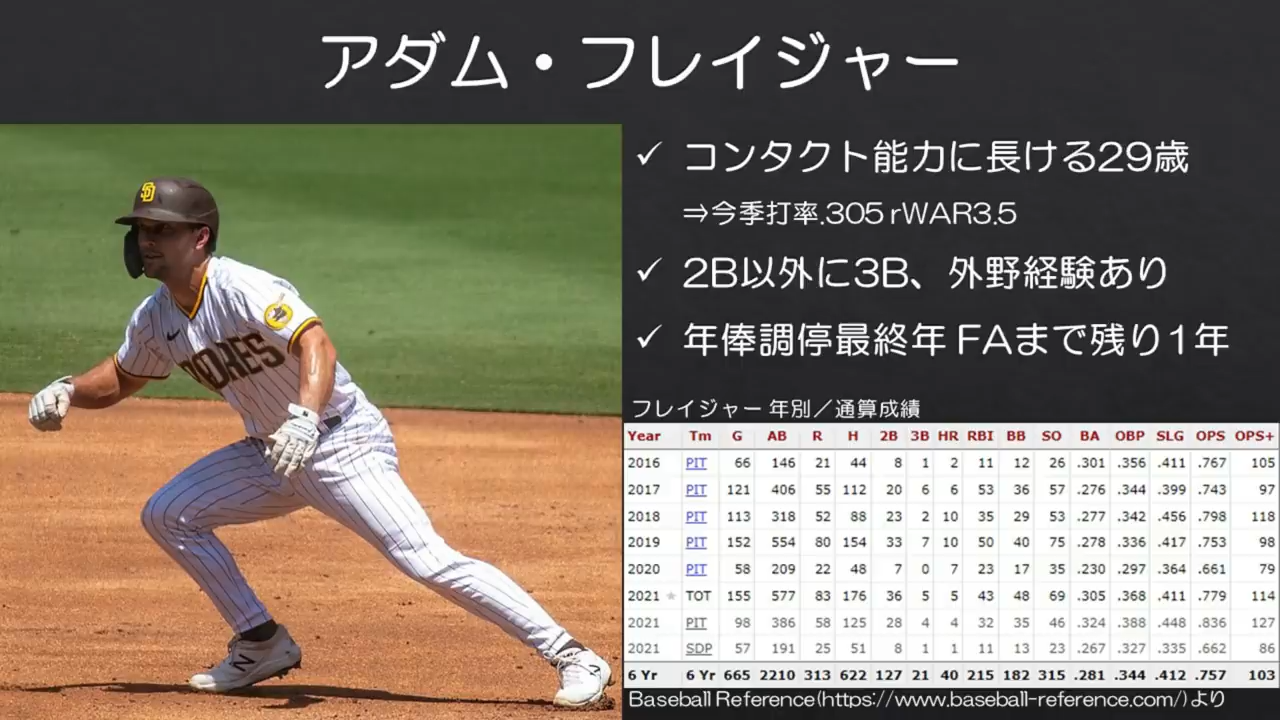 アダム・フレイジャー
✓ コンタクト能力に長ける29歳
⇒今季打率.305 rWAR3.5
✓ 2B以外に3B、外野経験あり
✓ 年俸調停最終年 FAまで残り1年
フレイジャー 年別／通算成績
Year Tm G AB R H 2B 3B HR RBI BB SO BA OBP SLG OPS OPS+
2016 PIT 66 146 21 44 8 1 2 11 12 26 .301 .356 .411 .767 105
2017 PIT 121 406 55 112 20 6 6 53 36 57 .276 .344 .399 .743 97
2018 PIT 113 318 52 88 23 2 10 35 29 53 .277 .342 .456 .798 118
2019 PIT 152 554 80 154 33 7 10 50 40 75 .278 .336 .417 .753 98
2020 PIT 58 209 22 48 7 0 7 23 17 35 .230 .297 .364 .661 79
2021 ★ TOT 155 577 83 176 36 5 5 43 48 69 .305 .368 .411 .779 114
2021 PIT 98 386 58 125 28 4 4 32 35 46 .324 .388 .448 .836 127
2021 SDP 57 191 25 51 8 1 1 11 13 23 .267 .327 .335 .662 86
6 Yr 6 Yr 665 2210 313 622 127 21 40 215 182 315 .281 .344 .412 .757 103
Baseball Reference(https://www.baseball-reference.com/)より
SD
PADRES